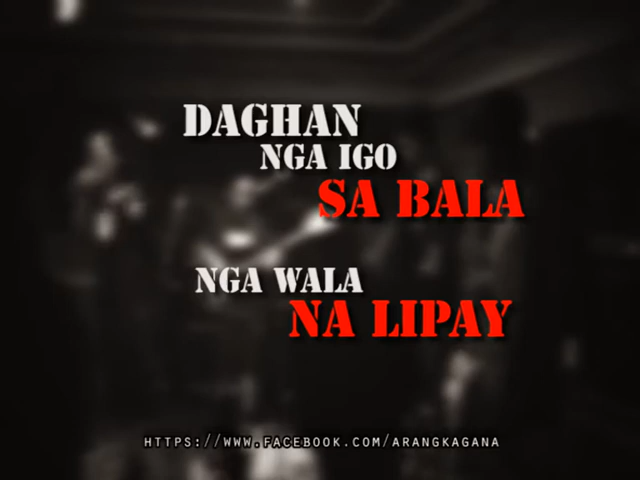 DAGHAN
NGA IGO
SA BALA
NGA WALA
NA LIPAY
HTTPS://WWW.FACEBOOK.COM/ARANGKAGANA